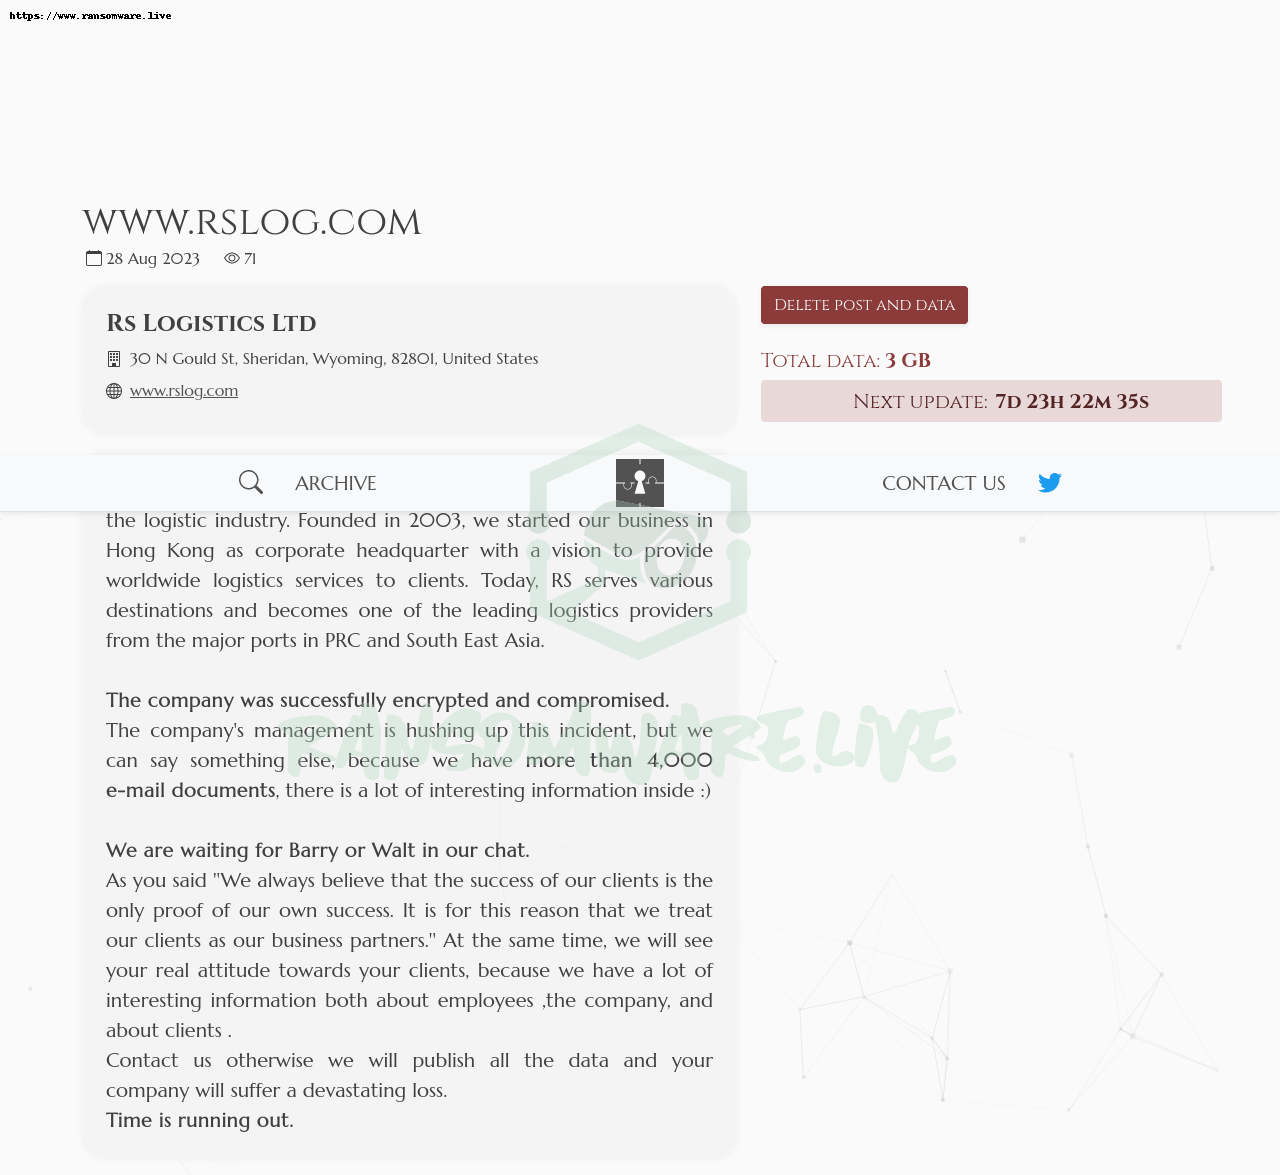 https://www.ransomware.live
WWW.RSLOG.COM
28 Aug 2023 71
Rs Logistics Ltd
30 N Gould St, Sheridan, Wyoming, 82801, United States
www.rslog.com
Delete post and data
Total data: 3 GB
Next update: 7d 23h 22m 35s
ARCHIVE
CONTACT US
the logistic industry. Founded in 2003, we started our business in
Hong Kong as corporate headquarter with a vision to provide
worldwide logistics services to clients. Today, RS serves various
destinations and becomes one of the leading logistics providers
from the major ports in PRC and South East Asia.
The company was successfully encrypted and compromised.
The company's management is hushing up this incident, but we
can say something else, because we have more than 4,000
e-mail documents, there is a lot of interesting information inside :)
RANSOMWARE.LIVE
We are waiting for Barry or Walt in our chat.
As you said "We always believe that the success of our clients is the
only proof of our own success. It is for this reason that we treat
our clients as our business partners." At the same time, we will see
your real attitude towards your clients, because we have a lot of
interesting information both about employees ,the company, and
about clients .
Contact us otherwise we will publish all the data and your
company will suffer a devastating loss.
Time is running out.